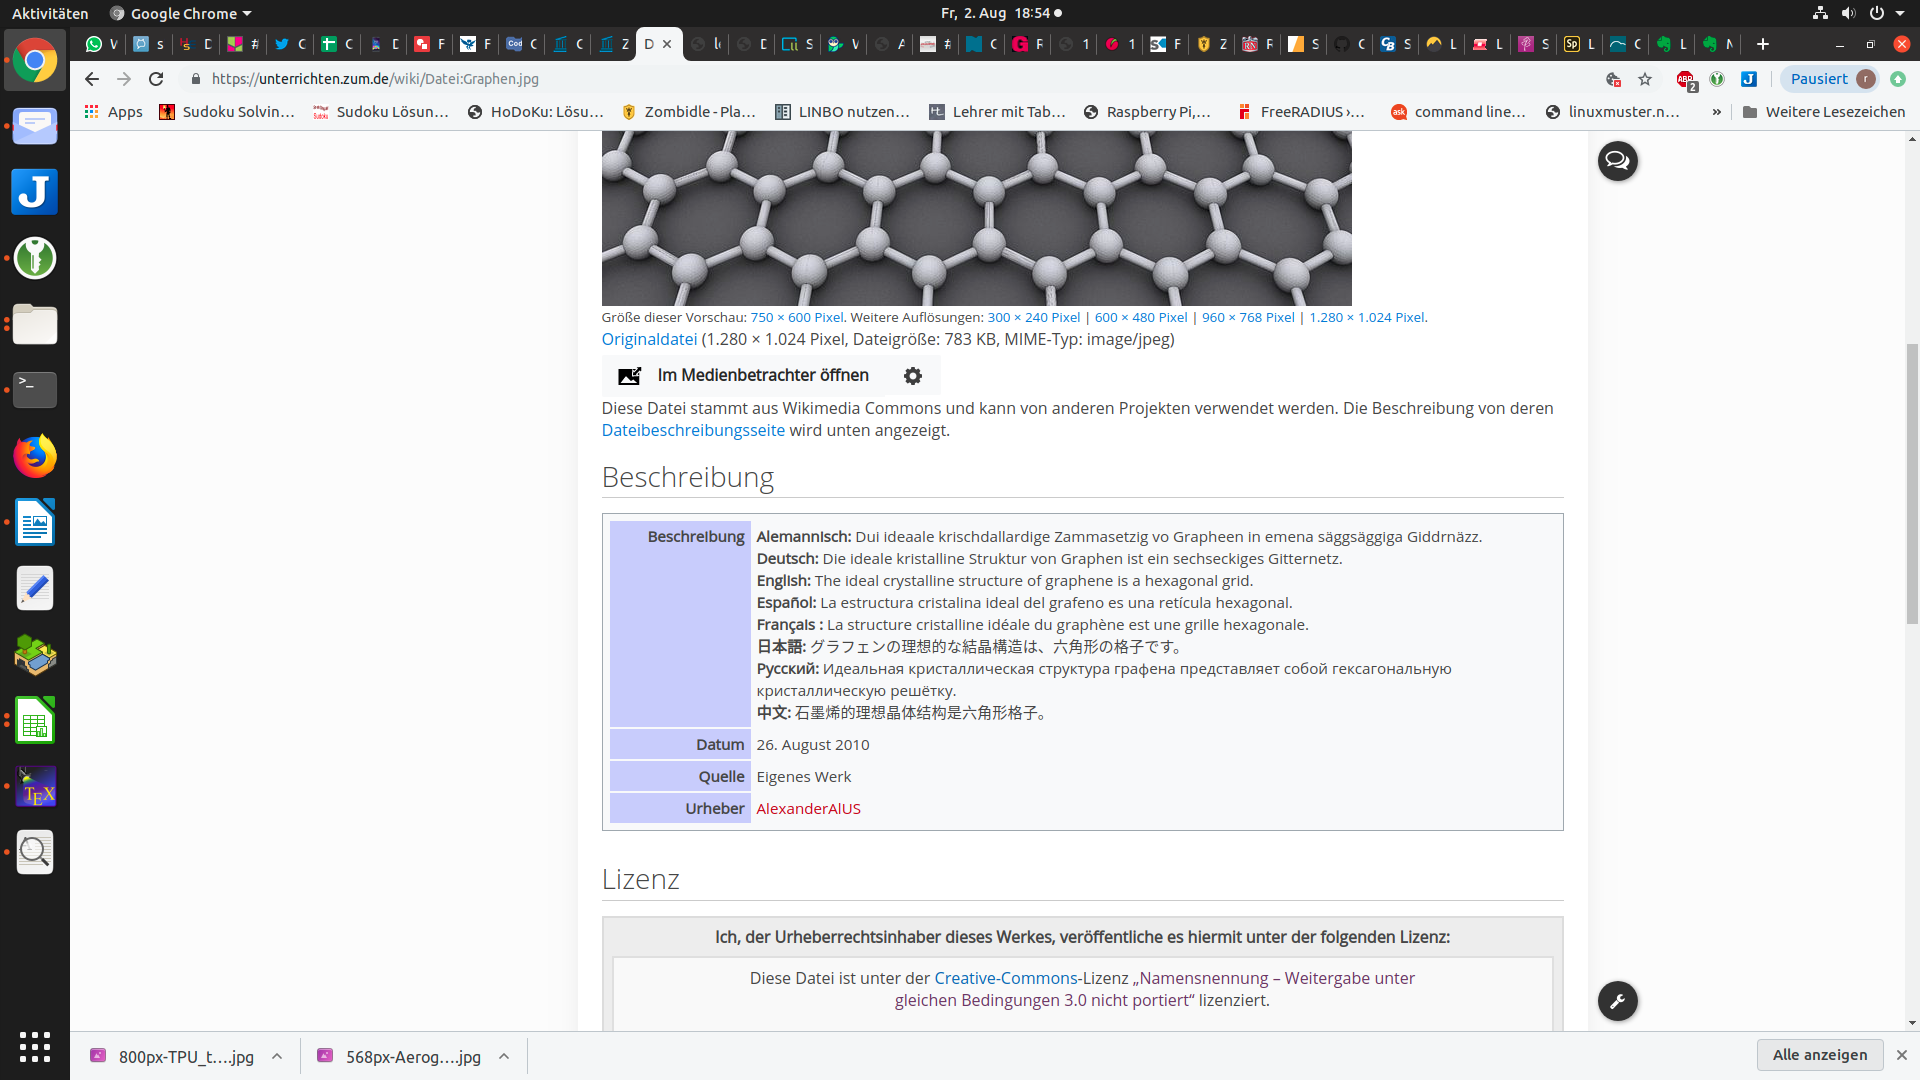 Aktivitäten
Google Chrome
Fr, 2. Aug 18:54
https://unterrichten.zum.de/wiki/Datei:Graphen.jpg
Pausiert
r
2
Apps
Sudoku Solvin…
Sudoku Lösun…
HoDoKu: Lösu…
Zombidle - Pla…
LINBO nutzen…
Lehrer mit Tab…
Raspberry Pi,…
FreeRADIUS ›…
command line…
linuxmuster.n…
»
Weitere Lesezeichen
Größe dieser Vorschau: 750 × 600 Pixel. Weitere Auflösungen: 300 × 240 Pixel | 600 × 480 Pixel | 960 × 768 Pixel | 1.280 × 1.024 Pixel.
Originaldatei (1.280 × 1.024 Pixel, Dateigröße: 783 KB, MIME-Typ: image/jpeg)
Im Medienbetrachter öffnen
Diese Datei stammt aus Wikimedia Commons und kann von anderen Projekten verwendet werden. Die Beschreibung von deren
Dateibeschreibungsseite wird unten angezeigt.
Beschreibung
Beschreibung
Alemannisch: Dui ideaale krischdallardige Zammasetzig vo Grapheen in emena säggsäggiga Giddrnäzz.
Deutsch: Die ideale kristalline Struktur von Graphen ist ein sechseckiges Gitternetz.
English: The ideal crystalline structure of graphene is a hexagonal grid.
Español: La estructura cristalina ideal del grafeno es una retícula hexagonal.
Français : La structure cristalline idéale du graphène est une grille hexagonale.
日本語: グラフェンの理想的な結晶構造は、六角形の格子です。
Русский: Идеальная кристаллическая структура графена представляет собой гексагональную
кристаллическую решётку.
中文: 石墨烯的理想晶体结构是六角形格子。
Datum 26. August 2010
Quelle Eigenes Werk
Urheber AlexanderAlUS
Lizenz
Ich, der Urheberrechtsinhaber dieses Werkes, veröffentliche es hiermit unter der folgenden Lizenz:
Diese Datei ist unter der Creative-Commons-Lizenz „Namensnennung – Weitergabe unter
gleichen Bedingungen 3.0 nicht portiert“ lizenziert.
800px-TPU_t….jpg
568px-Aerog….jpg
Alle anzeigen